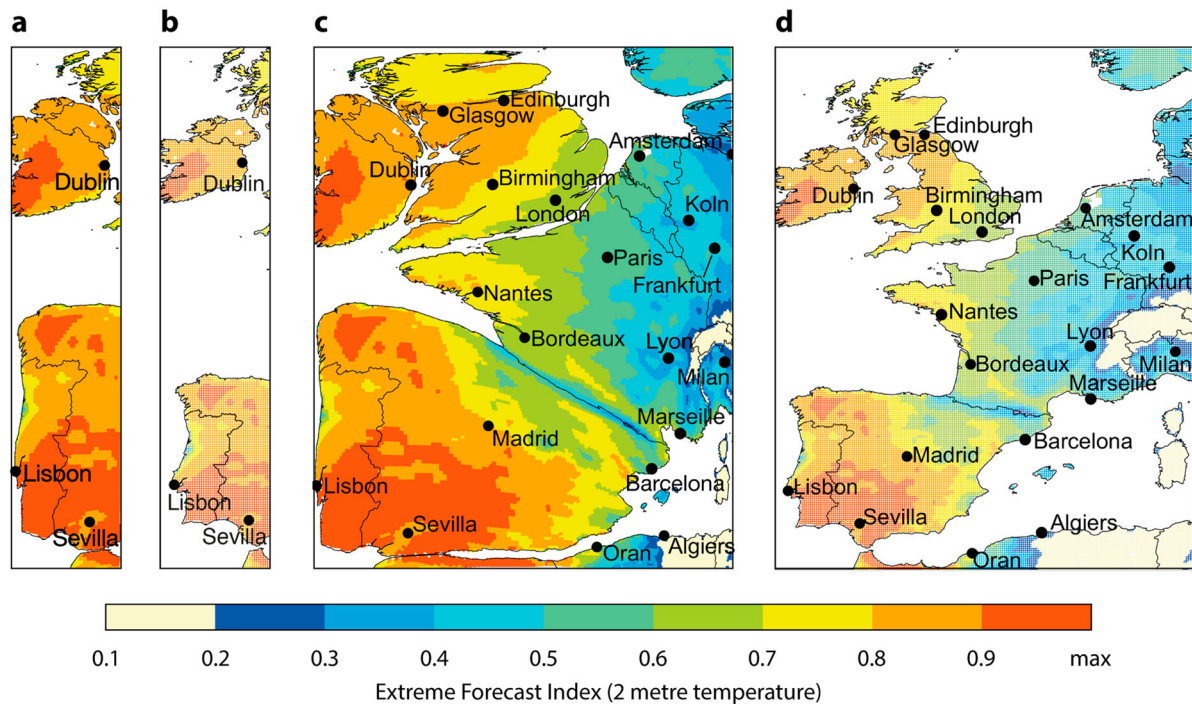 a
b
c
d
Dublin
Lisbon
Sevilla
Dublin
Lisbon
Sevilla
Edinburgh
Glasgow
Amsterdam
Dublin
Birmingham
London
Koln
Paris
Frankfurt
Nantes
Bordeaux
Lyon
Milan
Marseille
Madrid
Barcelona
Lisbon
Sevilla
Oran
Algiers
Edinburgh
Glasgow
Dublin
Birmingham
London
Amsterdam
Koln
Paris
Frankfurt
Nantes
Lyon
Bordeaux
Milan
Marseille
Barcelona
Madrid
Lisbon
Sevilla
Algiers
Oran
0.1 0.2 0.3 0.4 0.5 0.6 0.7 0.8 0.9 max
Extreme Forecast Index (2 metre temperature)